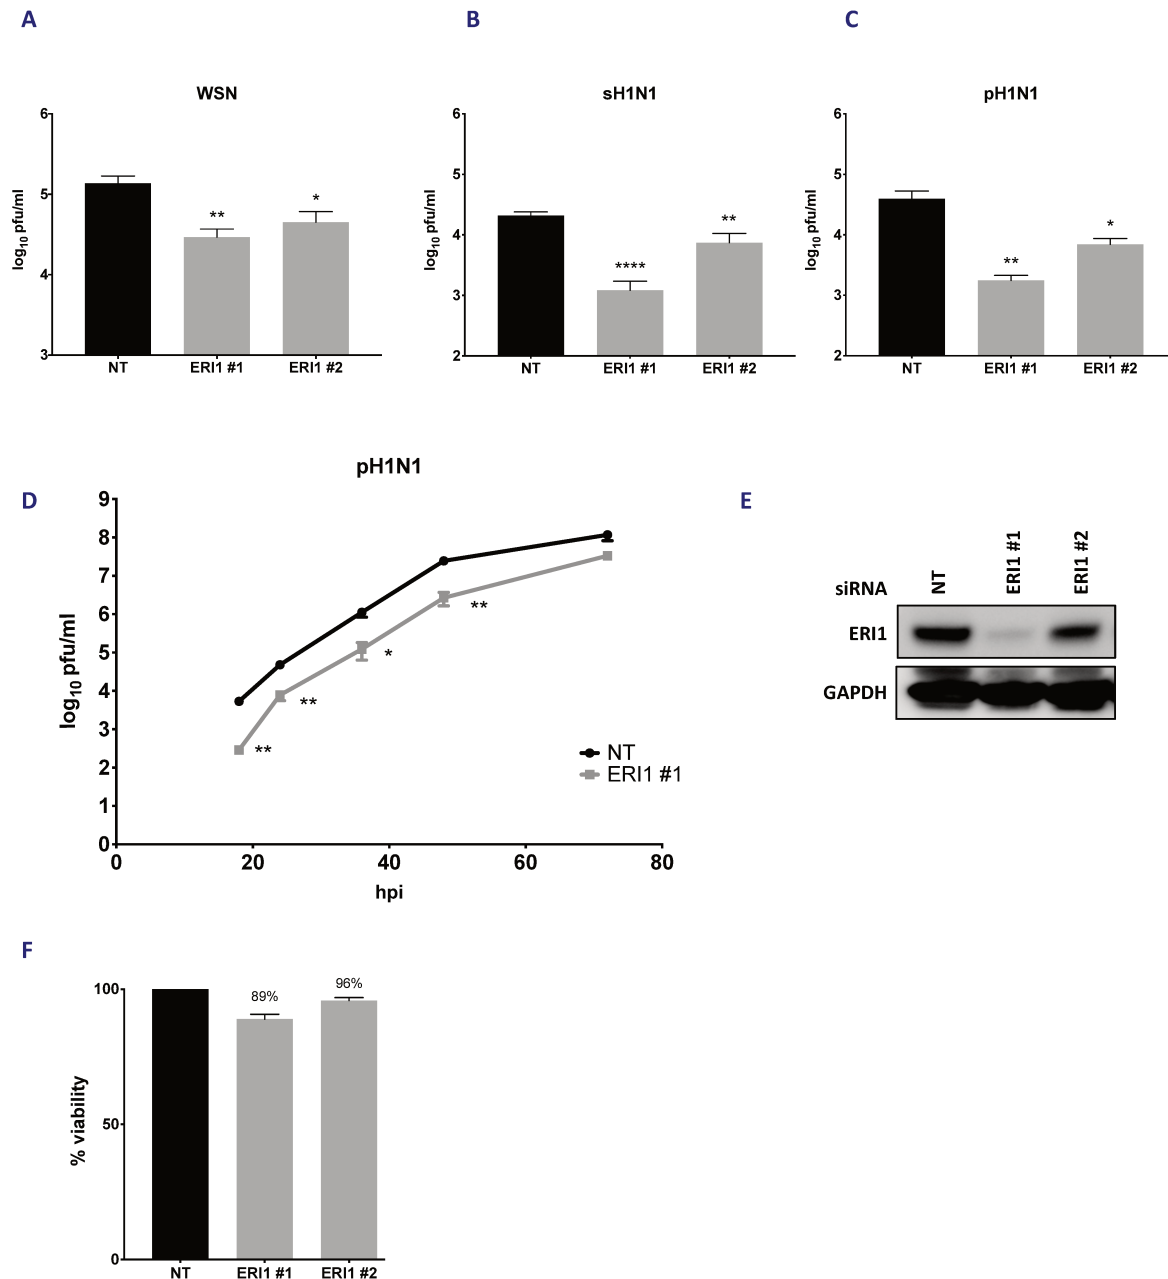 A
B
C
WSN
sH1N1
pH1N1
6
5
4
3
log10 pfu/ml
**
*
NT
ERI1 #1
ERI1 #2
6
5
4
3
2
log10 pfu/ml
****
**
NT
ERI1 #1
ERI1 #2
6
5
4
3
2
log10 pfu/ml
**
*
NT
ERI1 #1
ERI1 #2
D
pH1N1
9
8
7
6
5
4
3
2
1
0
log10 pfu/ml
**
**
*
**
NT
ERI1 #1
0
20
40
60
80
hpi
E
siRNA
NT
ERI1 #1
ERI1 #2
ERI1
GAPDH
F
100
50
0
% viability
89%
96%
NT
ERI1 #1
ERI1 #2